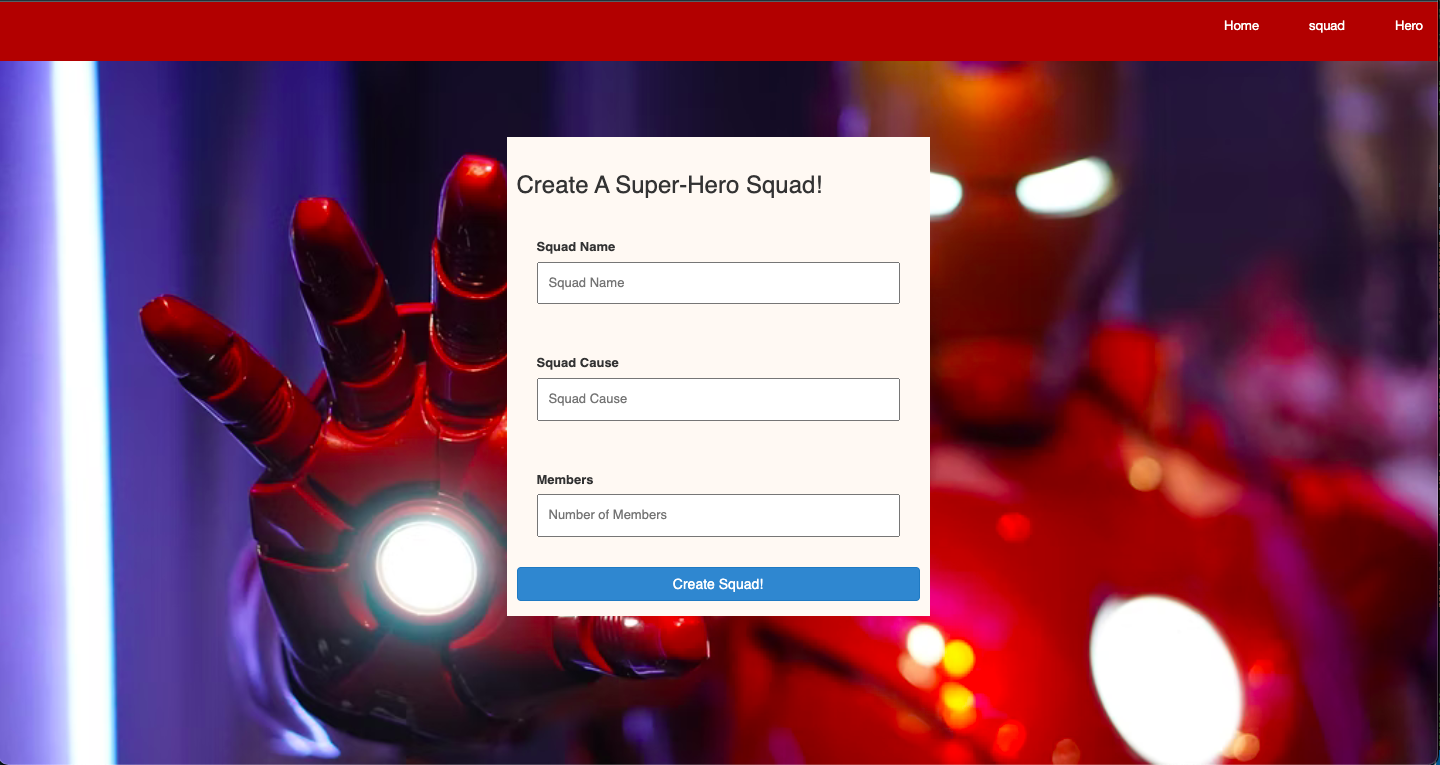 Home squad Hero
Create A Super-Hero Squad!
Squad Name
Squad Name
Squad Cause
Squad Cause
Members
Number of Members
Create Squad!